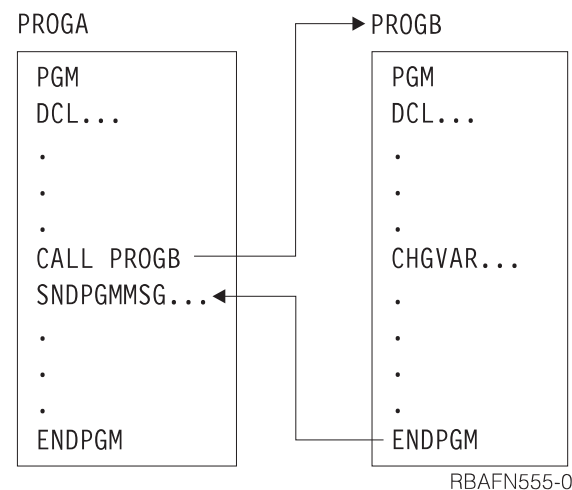 PROGA
PGM
DCL...
.
.
.
CALL PROGB
SNDPGMMSG...
.
.
.
ENDPGM
PROGB
PGM
DCL...
.
.
.
CHGVAR...
.
.
.
.
ENDPGM
RBAFN555-0